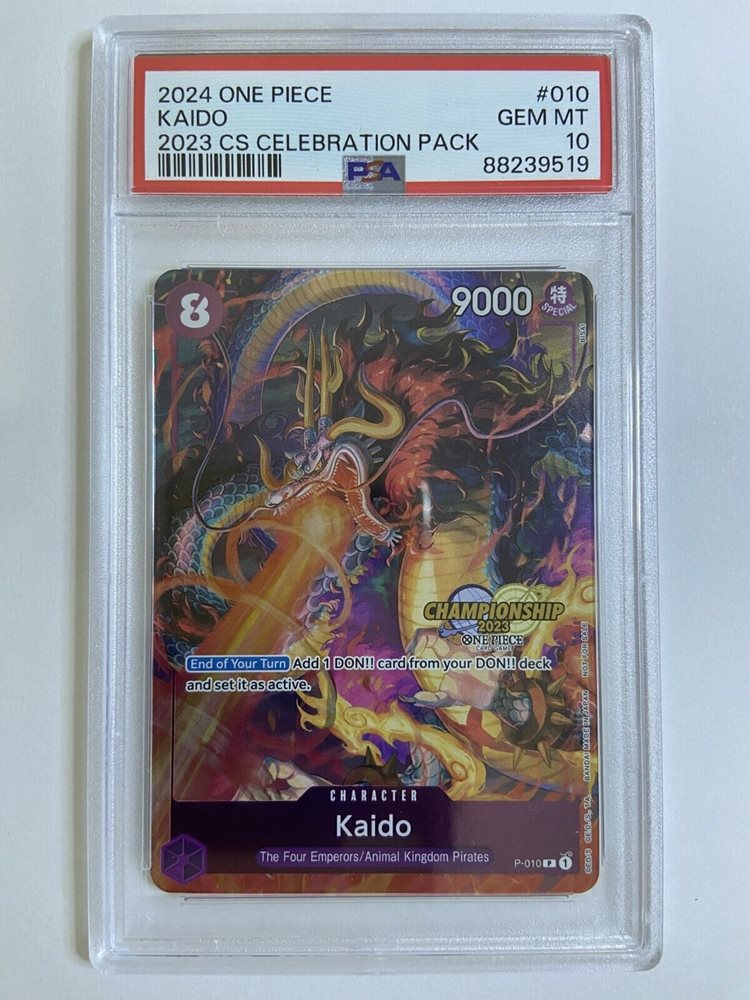 2024 ONE PIECE #010
KAIDO GEM MT
2023 CS CELEBRATION PACK 10
PSA 88239519
8 9000 特
SPECIAL
BISAI
CHAMPIONSHIP
2023
ONE PIECE
CARD GAME
End of Your Turn Add 1 DON!! card from your DON!! deck
and set it as active.
©E.O./S. ©E.O./S., T.A. BANDAI MADE IN JAPAN NOT FOR SALE
CHARACTER
Kaido
The Four Emperors/Animal Kingdom Pirates
P-010 P 1